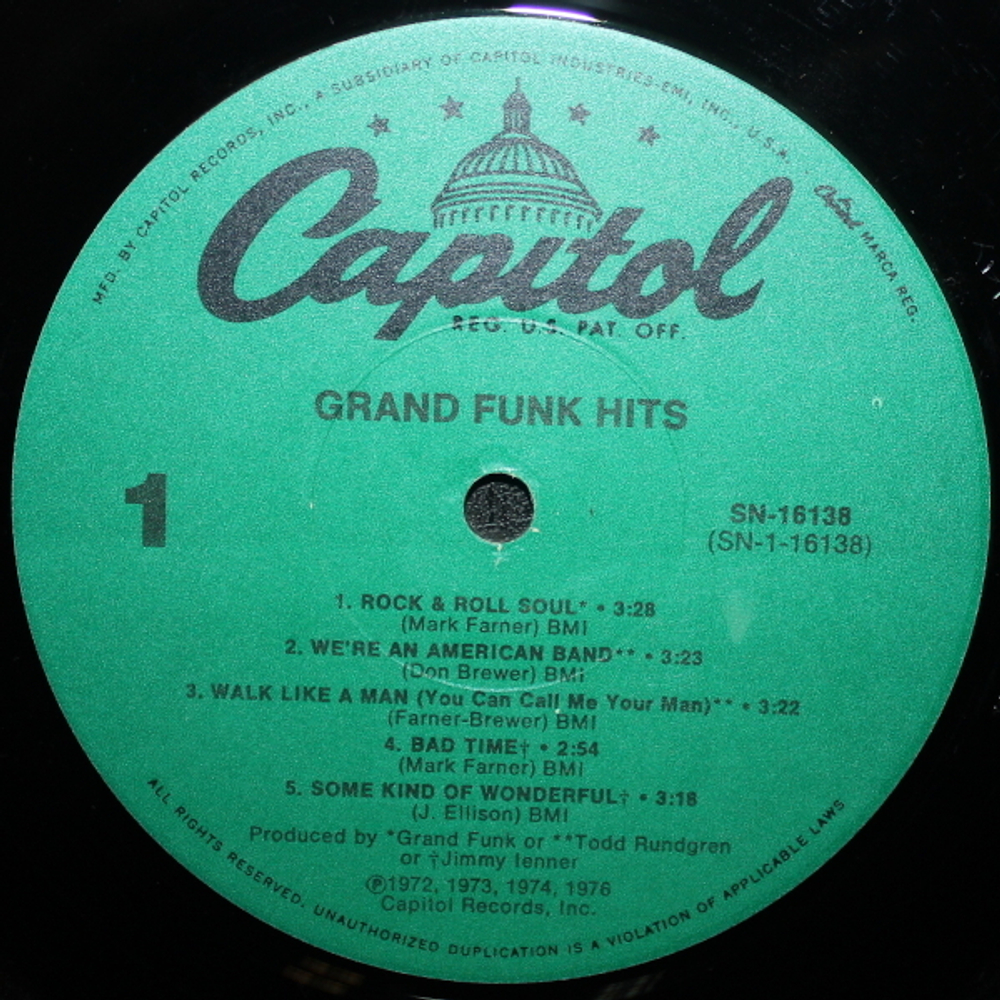 MFD. BY CAPITOL RECORDS, INC., A SUBSIDIARY OF CAPITOL INDUSTRIES-EMI, INC., U.S.A. Capitol MARCA REG.
Capitol
REG. U.S. PAT. OFF.
GRAND FUNK HITS
1
SN-16138
(SN-1-16138)
1. ROCK & ROLL SOUL* • 3:28
(Mark Farner) BMI
2. WE'RE AN AMERICAN BAND** • 3:23
(Don Brewer) BMI
3. WALK LIKE A MAN (You Can Call Me Your Man)** • 3:22
(Farner-Brewer) BMI
4. BAD TIME† • 2:54
(Mark Farner) BMI
5. SOME KIND OF WONDERFUL† • 3:16
(J. Ellison) BMI
Produced by *Grand Funk or **Todd Rundgren
or †Jimmy Ienner
Ⓟ1972, 1973, 1974, 1976
Capitol Records, Inc.
ALL RIGHTS RESERVED. UNAUTHORIZED DUPLICATION IS A VIOLATION OF APPLICABLE LAWS